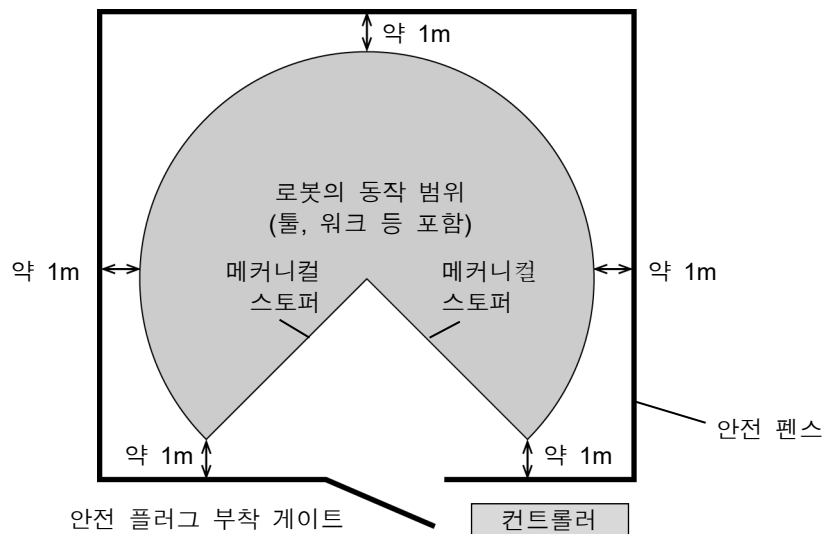 약 1m
로봇의 동작 범위
(툴, 워크 등 포함)
약 1m
메커니컬
스토퍼
메커니컬
스토퍼
약 1m
안전 펜스
약 1m
약 1m
안전 플러그 부착 게이트
컨트롤러